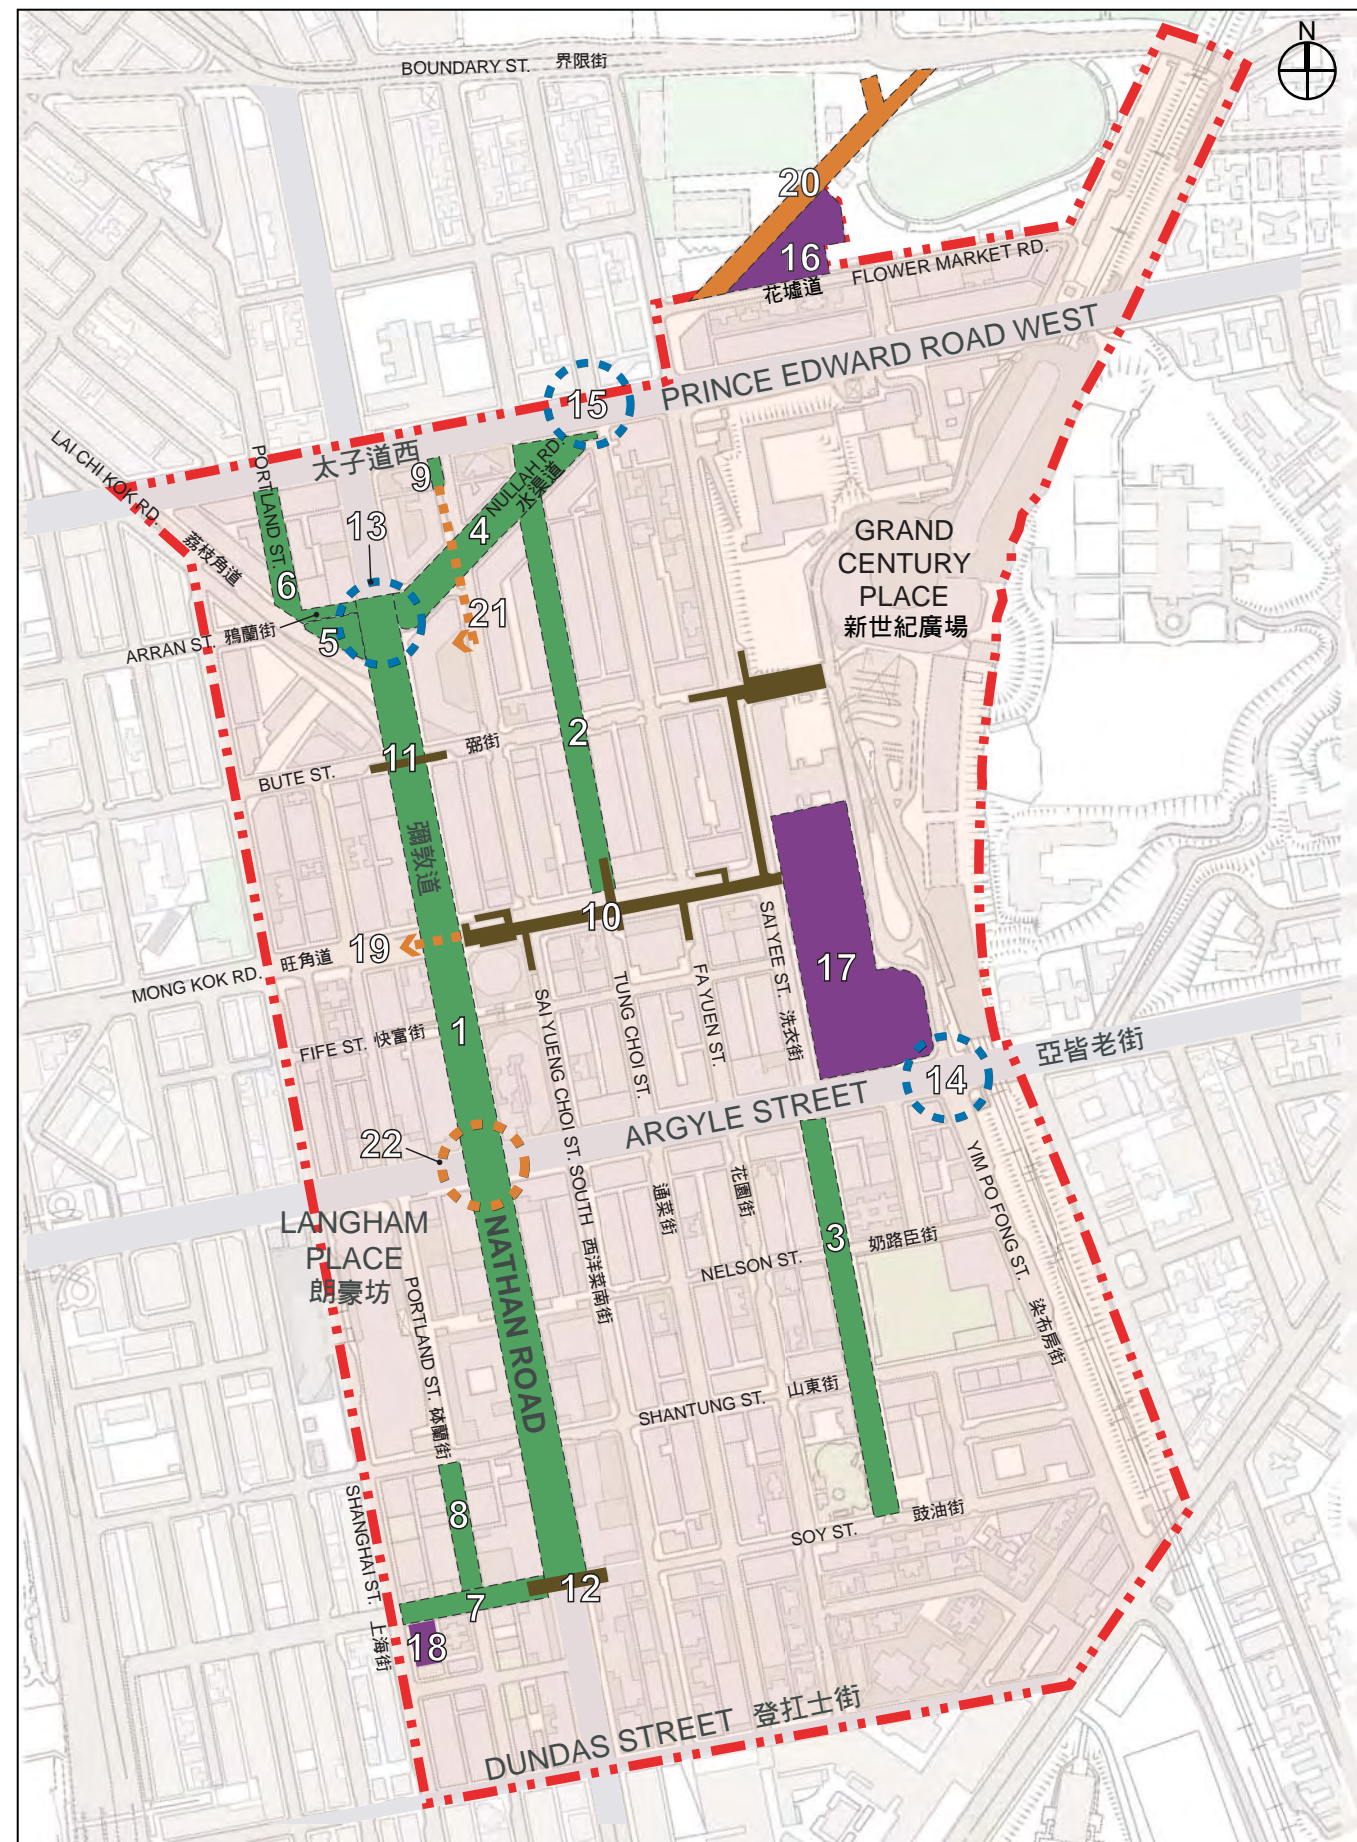 N
BOUNDARY ST. 界限街
20
16
花墟道 FLOWER MARKET RD.
PRINCE EDWARD ROAD WEST
15
太子道西
LAI CHI KOK RD. 荔枝角道
PORTLAND ST.
9
NULLAH RD.
水渠道
4
13
6
21
ARRAN ST. 鴉蘭街
5
GRAND
CENTURY
PLACE
新世紀廣場
2
11
弼街
BUTE ST.
彌敦道
10
19
MONG KOK RD. 旺角道
17
SAI YEE ST. 洗衣街
FA YUEN ST.
TUNG CHOI ST.
SAI YUENG CHOI ST. SOUTH 西洋菜南街
1
FIFE ST. 快富街
亞皆老街
14
ARGYLE STREET
22
LANGHAM
PLACE
朗豪坊
NATHAN ROAD
通菜街
花園街
YIM PO FONG ST. 染布房街
3
NELSON ST. 奶路臣街
PORTLAND ST. 砵蘭街
SHANTUNG ST. 山東街
8
SHANGHAI ST. 上海街
SOY ST. 豉油街
12
7
18
DUNDAS STREET 登打士街